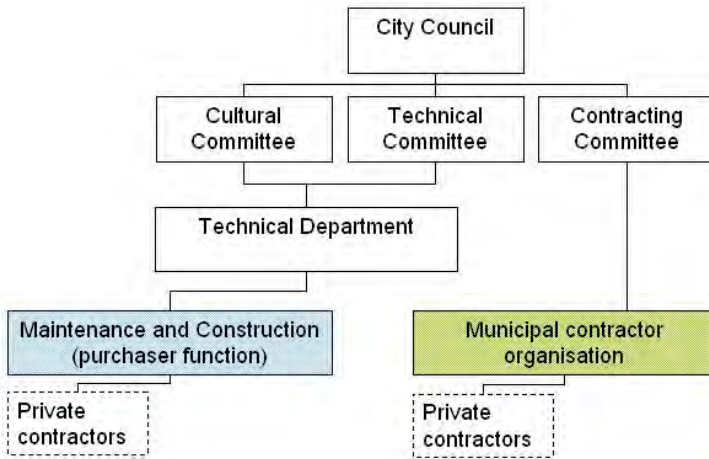 City Council
Cultural
Committee
Technical
Committee
Contracting
Committee
Technical Department
Maintenance and Construction
(purchaser function)
Municipal contractor
organisation
Private
contractors
Private
contractors